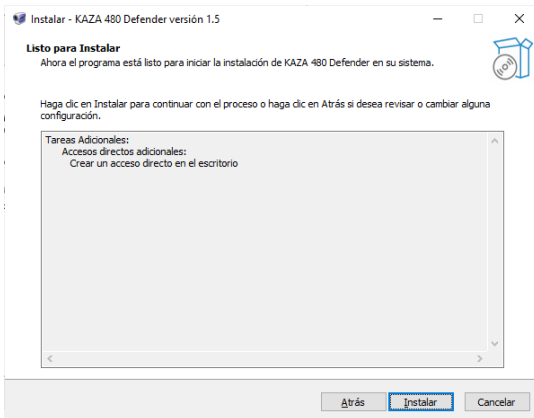 Instalar - KAZA 480 Defender versión 1.5
Listo para Instalar
Ahora el programa está listo para iniciar la instalación de KAZA 480 Defender en su sistema.
Haga clic en Instalar para continuar con el proceso o haga clic en Atrás si desea revisar o cambiar alguna
configuración.
Tareas Adicionales:
Accesos directos adicionales:
Crear un acceso directo en el escritorio
Atrás
Instalar
Cancelar